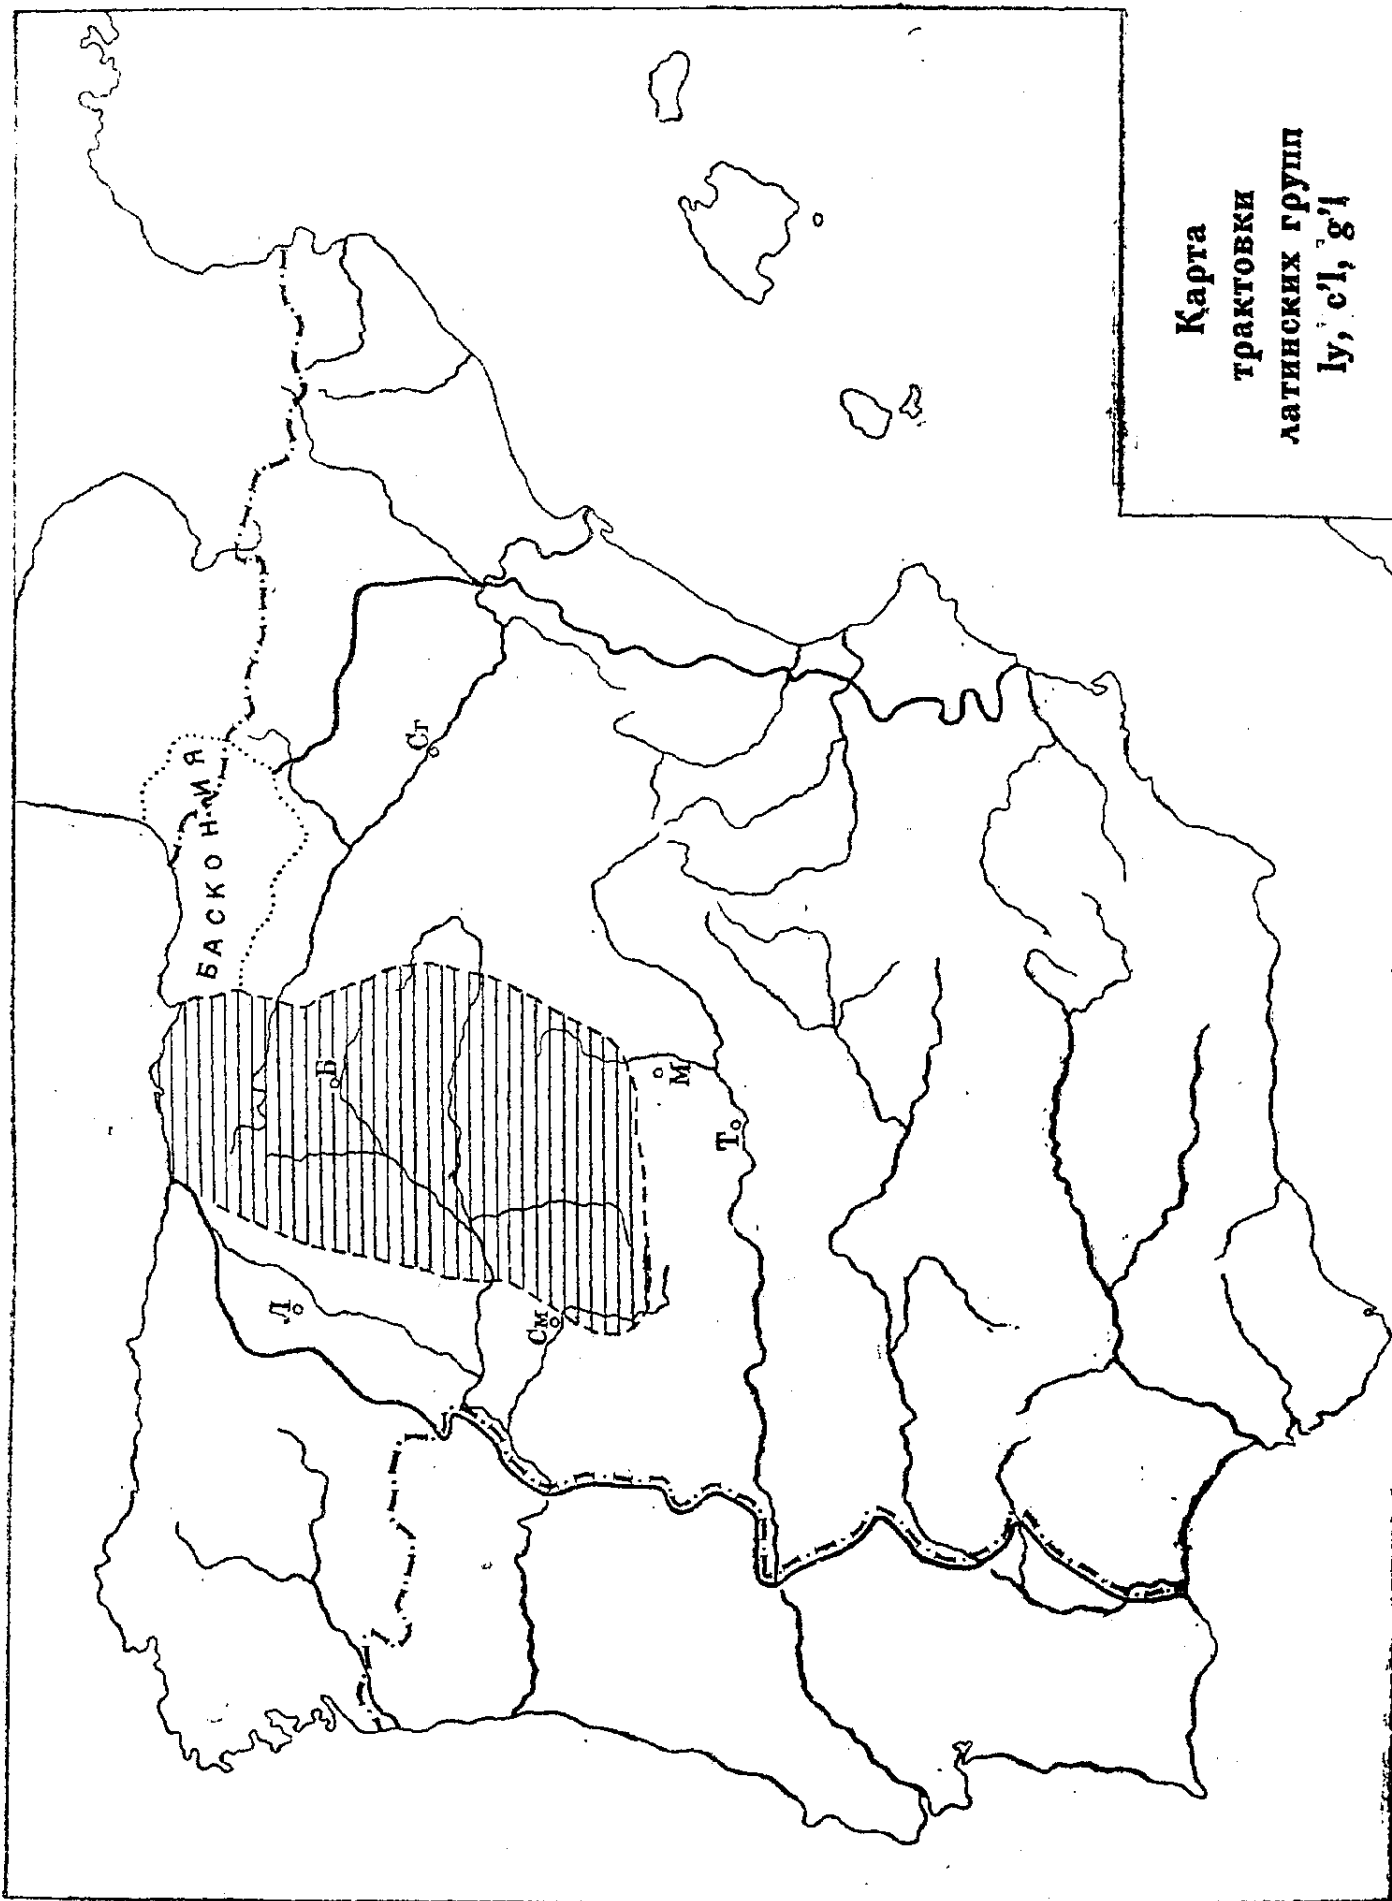 Карта
трактовки
латинских групп
ly, c'l, g'l
БАСКОНИЯ
Сг
Б
Л
См
М
Т